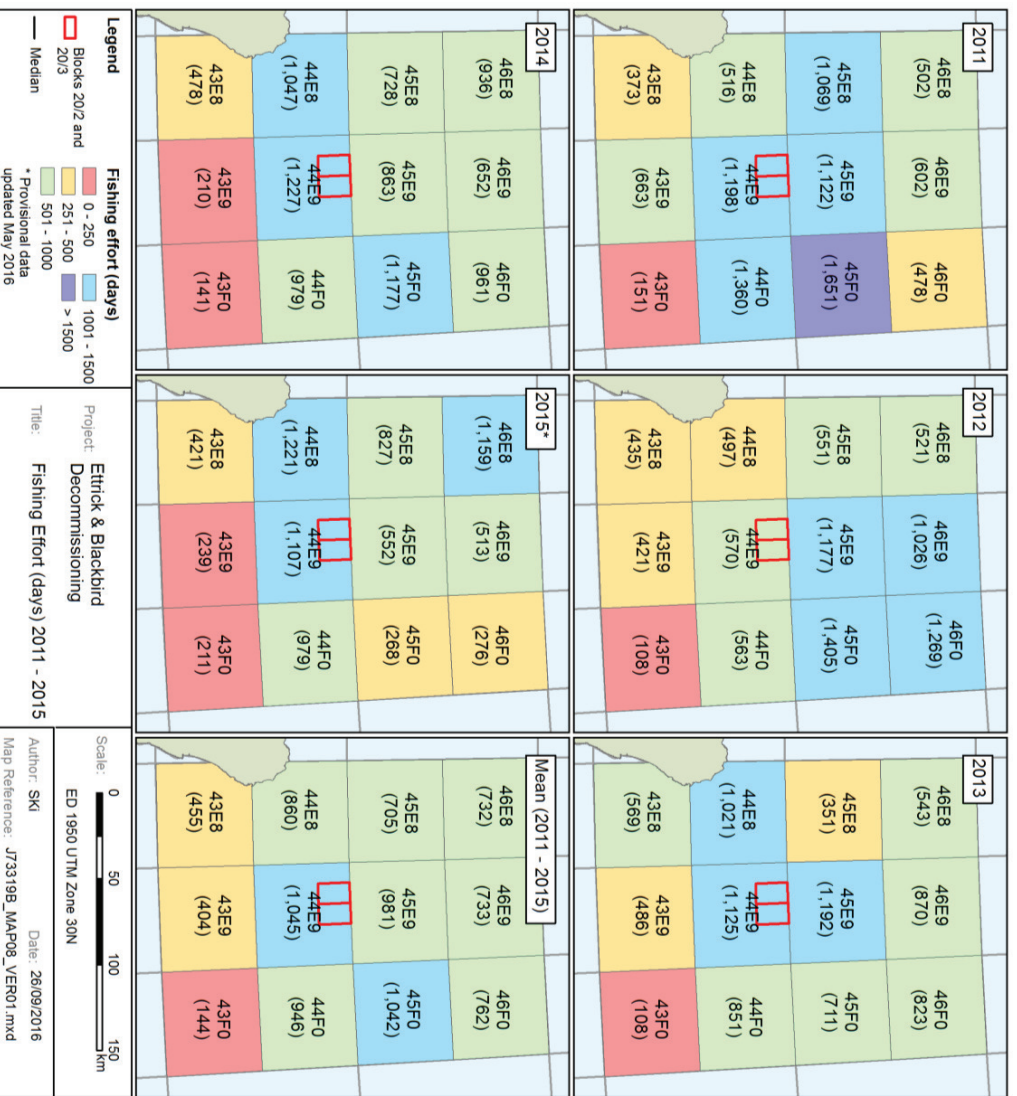 2011
46E8
(502)
46E9
(602)
46F0
(478)
45E8
(1,069)
45E9
(1,122)
45F0
(1,651)
44E8
(516)
44E9
(1,198)
44F0
(1,360)
43E8
(373)
43E9
(663)
43F0
(151)
2012
46E8
(521)
46E9
(1,026)
46F0
(1,269)
45E8
(551)
45E9
(1,177)
45F0
(1,405)
44E8
(497)
44E9
(570)
44F0
(563)
43E8
(435)
43E9
(421)
43F0
(108)
2013
46E8
(543)
46E9
(870)
46F0
(823)
45E8
(351)
45E9
(1,192)
45F0
(711)
44E8
(1,021)
44E9
(1,125)
44F0
(851)
43E8
(569)
43E9
(486)
43F0
(108)
2014
46E8
(936)
46E9
(652)
46F0
(961)
45E8
(728)
45E9
(863)
45F0
(1,177)
44E8
(1,047)
44E9
(1,227)
44F0
(979)
43E8
(478)
43E9
(210)
43F0
(141)
2015*
46E8
(1,159)
46E9
(513)
46F0
(276)
45E8
(827)
45E9
(552)
45F0
(268)
44E8
(1,221)
44E9
(1,107)
44F0
(979)
43E8
(421)
43E9
(239)
43F0
(211)
Mean (2011 - 2015)
46E8
(732)
46E9
(733)
46F0
(762)
45E8
(705)
45E9
(981)
45F0
(1,042)
44E8
(860)
44E9
(1,045)
44F0
(946)
43E8
(455)
43E9
(404)
43F0
(144)
Legend
Blocks 20/2 and
20/3
Median
Fishing effort (days)
0 - 250
251 - 500
501 - 1000
1001 - 1500
> 1500
*Provisional data
updated May 2016
Project: Ettrick & Blackbird
Decommissioning
Title: Fishing Effort (days) 2011 - 2015
Scale: 0 50 100 150
km
ED 1950 UTM Zone 30N
Author: SKi Date: 26/09/2016
Map Reference: J73319B_MAP08_VER01.mxd